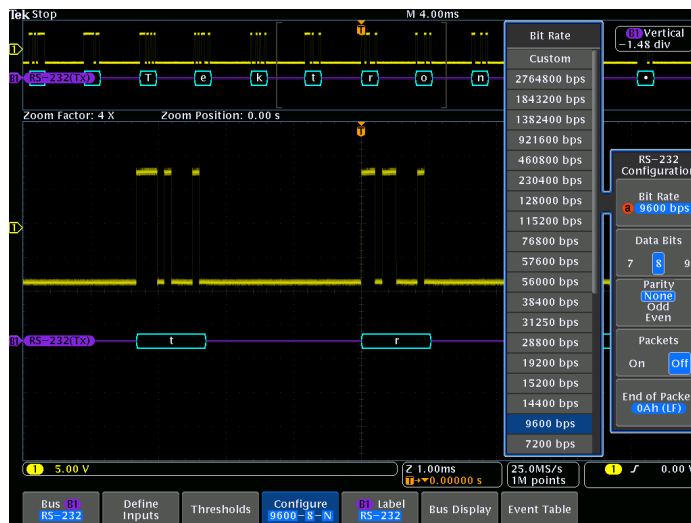 Tek Stop
M 4.00ms
T
1
B1 RS-232(Tx)
T e k t r o n •
B1 Vertical
-1.48 div
Zoom Factor: 4 X Zoom Position: 0.00 s
T
1
B1 RS-232(Tx)
t r
Bit Rate
Custom
2764800 bps
1843200 bps
1382400 bps
921600 bps
460800 bps
230400 bps
128000 bps
115200 bps
76800 bps
57600 bps
56000 bps
38400 bps
31250 bps
28800 bps
19200 bps
15200 bps
14400 bps
9600 bps
7200 bps
RS-232
Configuration
Bit Rate
a 9600 bps
Data Bits
7 8 9
Parity
None
Odd
Even
Packets
On Off
End of Packe
0Ah (LF)
1 5.00 V
Z 1.00ms
T→▼0.00000 s
25.0MS/s
1M points
1 0.00 V
Bus B1
RS-232
Define
Inputs
Thresholds
Configure
9600-8-N
B1 Label
RS-232
Bus Display
Event Table